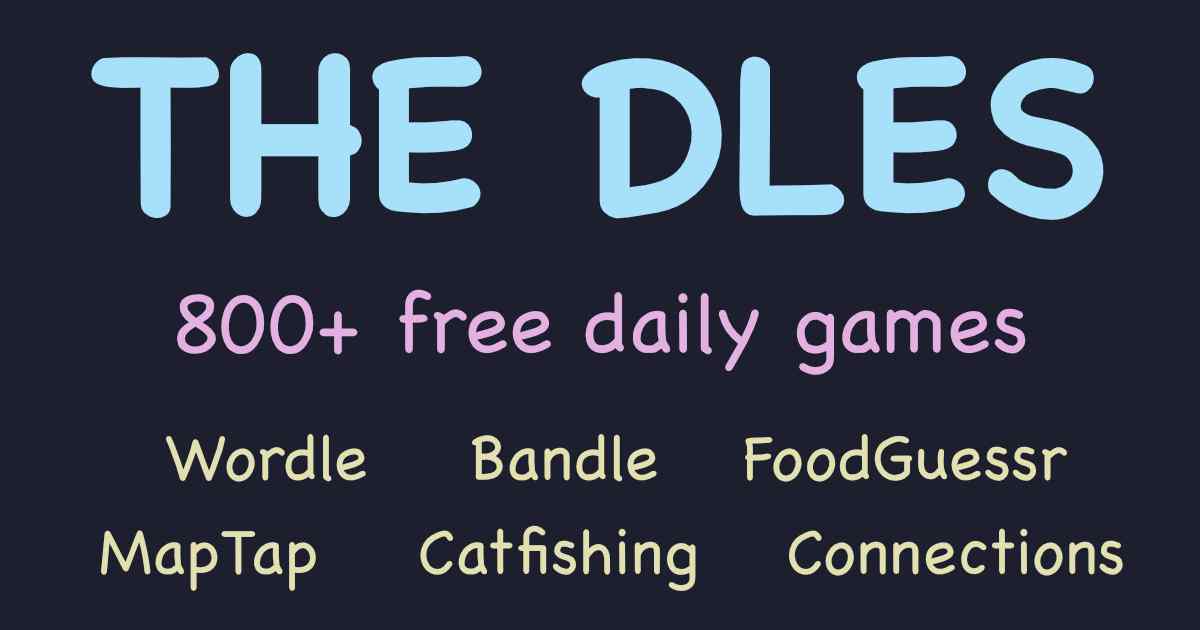 THE DLES
800+ free daily games
Wordle Bandle FoodGuessr
MapTap Catfishing Connections